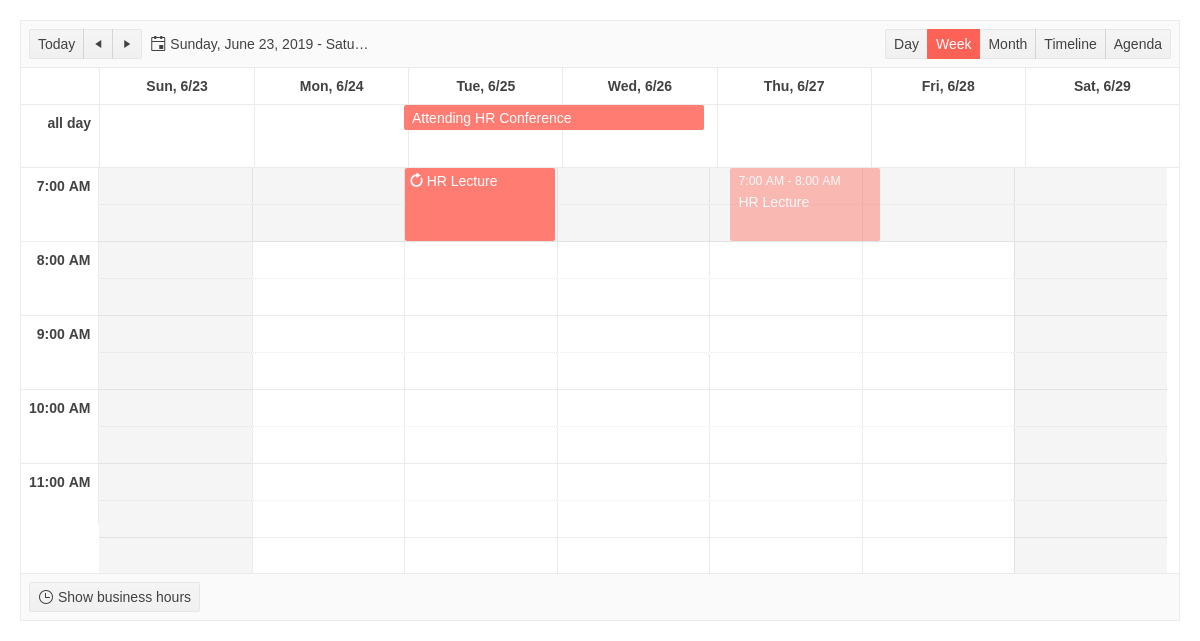 Today Sunday, June 23, 2019 - Satu… Day Week Month Timeline Agenda
Sun, 6/23 Mon, 6/24 Tue, 6/25 Wed, 6/26 Thu, 6/27 Fri, 6/28 Sat, 6/29
all day Attending HR Conference
7:00 AM HR Lecture 7:00 AM - 8:00 AM
HR Lecture
8:00 AM
9:00 AM
10:00 AM
11:00 AM
Show business hours